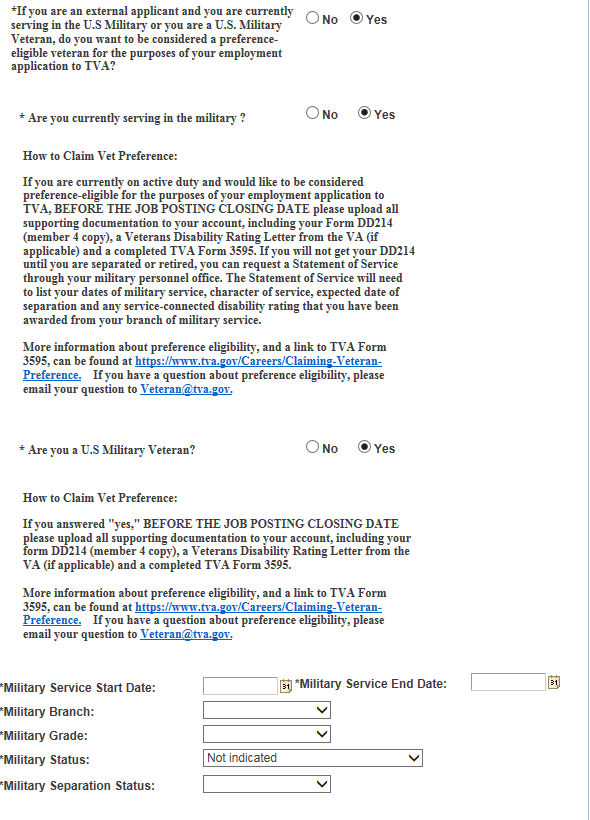 *If you are an external applicant and you are currently
serving in the U.S Military or you are a U.S. Military
Veteran, do you want to be considered a preference-
eligible veteran for the purposes of your employment
application to TVA?
No Yes
* Are you currently serving in the military ?
No Yes
How to Claim Vet Preference:
If you are currently on active duty and would like to be considered
preference-eligible for the purposes of your employment application to
TVA, BEFORE THE JOB POSTING CLOSING DATE please upload all
supporting documentation to your account, including your Form DD214
(member 4 copy), a Veterans Disability Rating Letter from the VA (if
applicable) and a completed TVA Form 3595. If you will not get your DD214
until you are separated or retired, you can request a Statement of Service
through your military personnel office. The Statement of Service will need
to list your dates of military service, character of service, expected date of
separation and any service-connected disability rating that you have been
awarded from your branch of military service.
More information about preference eligibility, and a link to TVA Form
3595, can be found at https://www.tva.gov/Careers/Claiming-Veteran-
Preference. If you have a question about preference eligibility, please
email your question to Veteran@tva.gov.
* Are you a U.S Military Veteran?
No Yes
How to Claim Vet Preference:
If you answered "yes," BEFORE THE JOB POSTING CLOSING DATE
please upload all supporting documentation to your account, including your
form DD214 (member 4 copy), a Veterans Disability Rating Letter from the
VA (if applicable) and a completed TVA Form 3595.
More information about preference eligibility, and a link to TVA Form
3595, can be found at https://www.tva.gov/Careers/Claiming-Veteran-
Preference. If you have a question about preference eligibility, please
email your question to Veteran@tva.gov.
*Military Service Start Date: 31 *Military Service End Date: 31
*Military Branch:
*Military Grade:
*Military Status: Not indicated
*Military Separation Status: